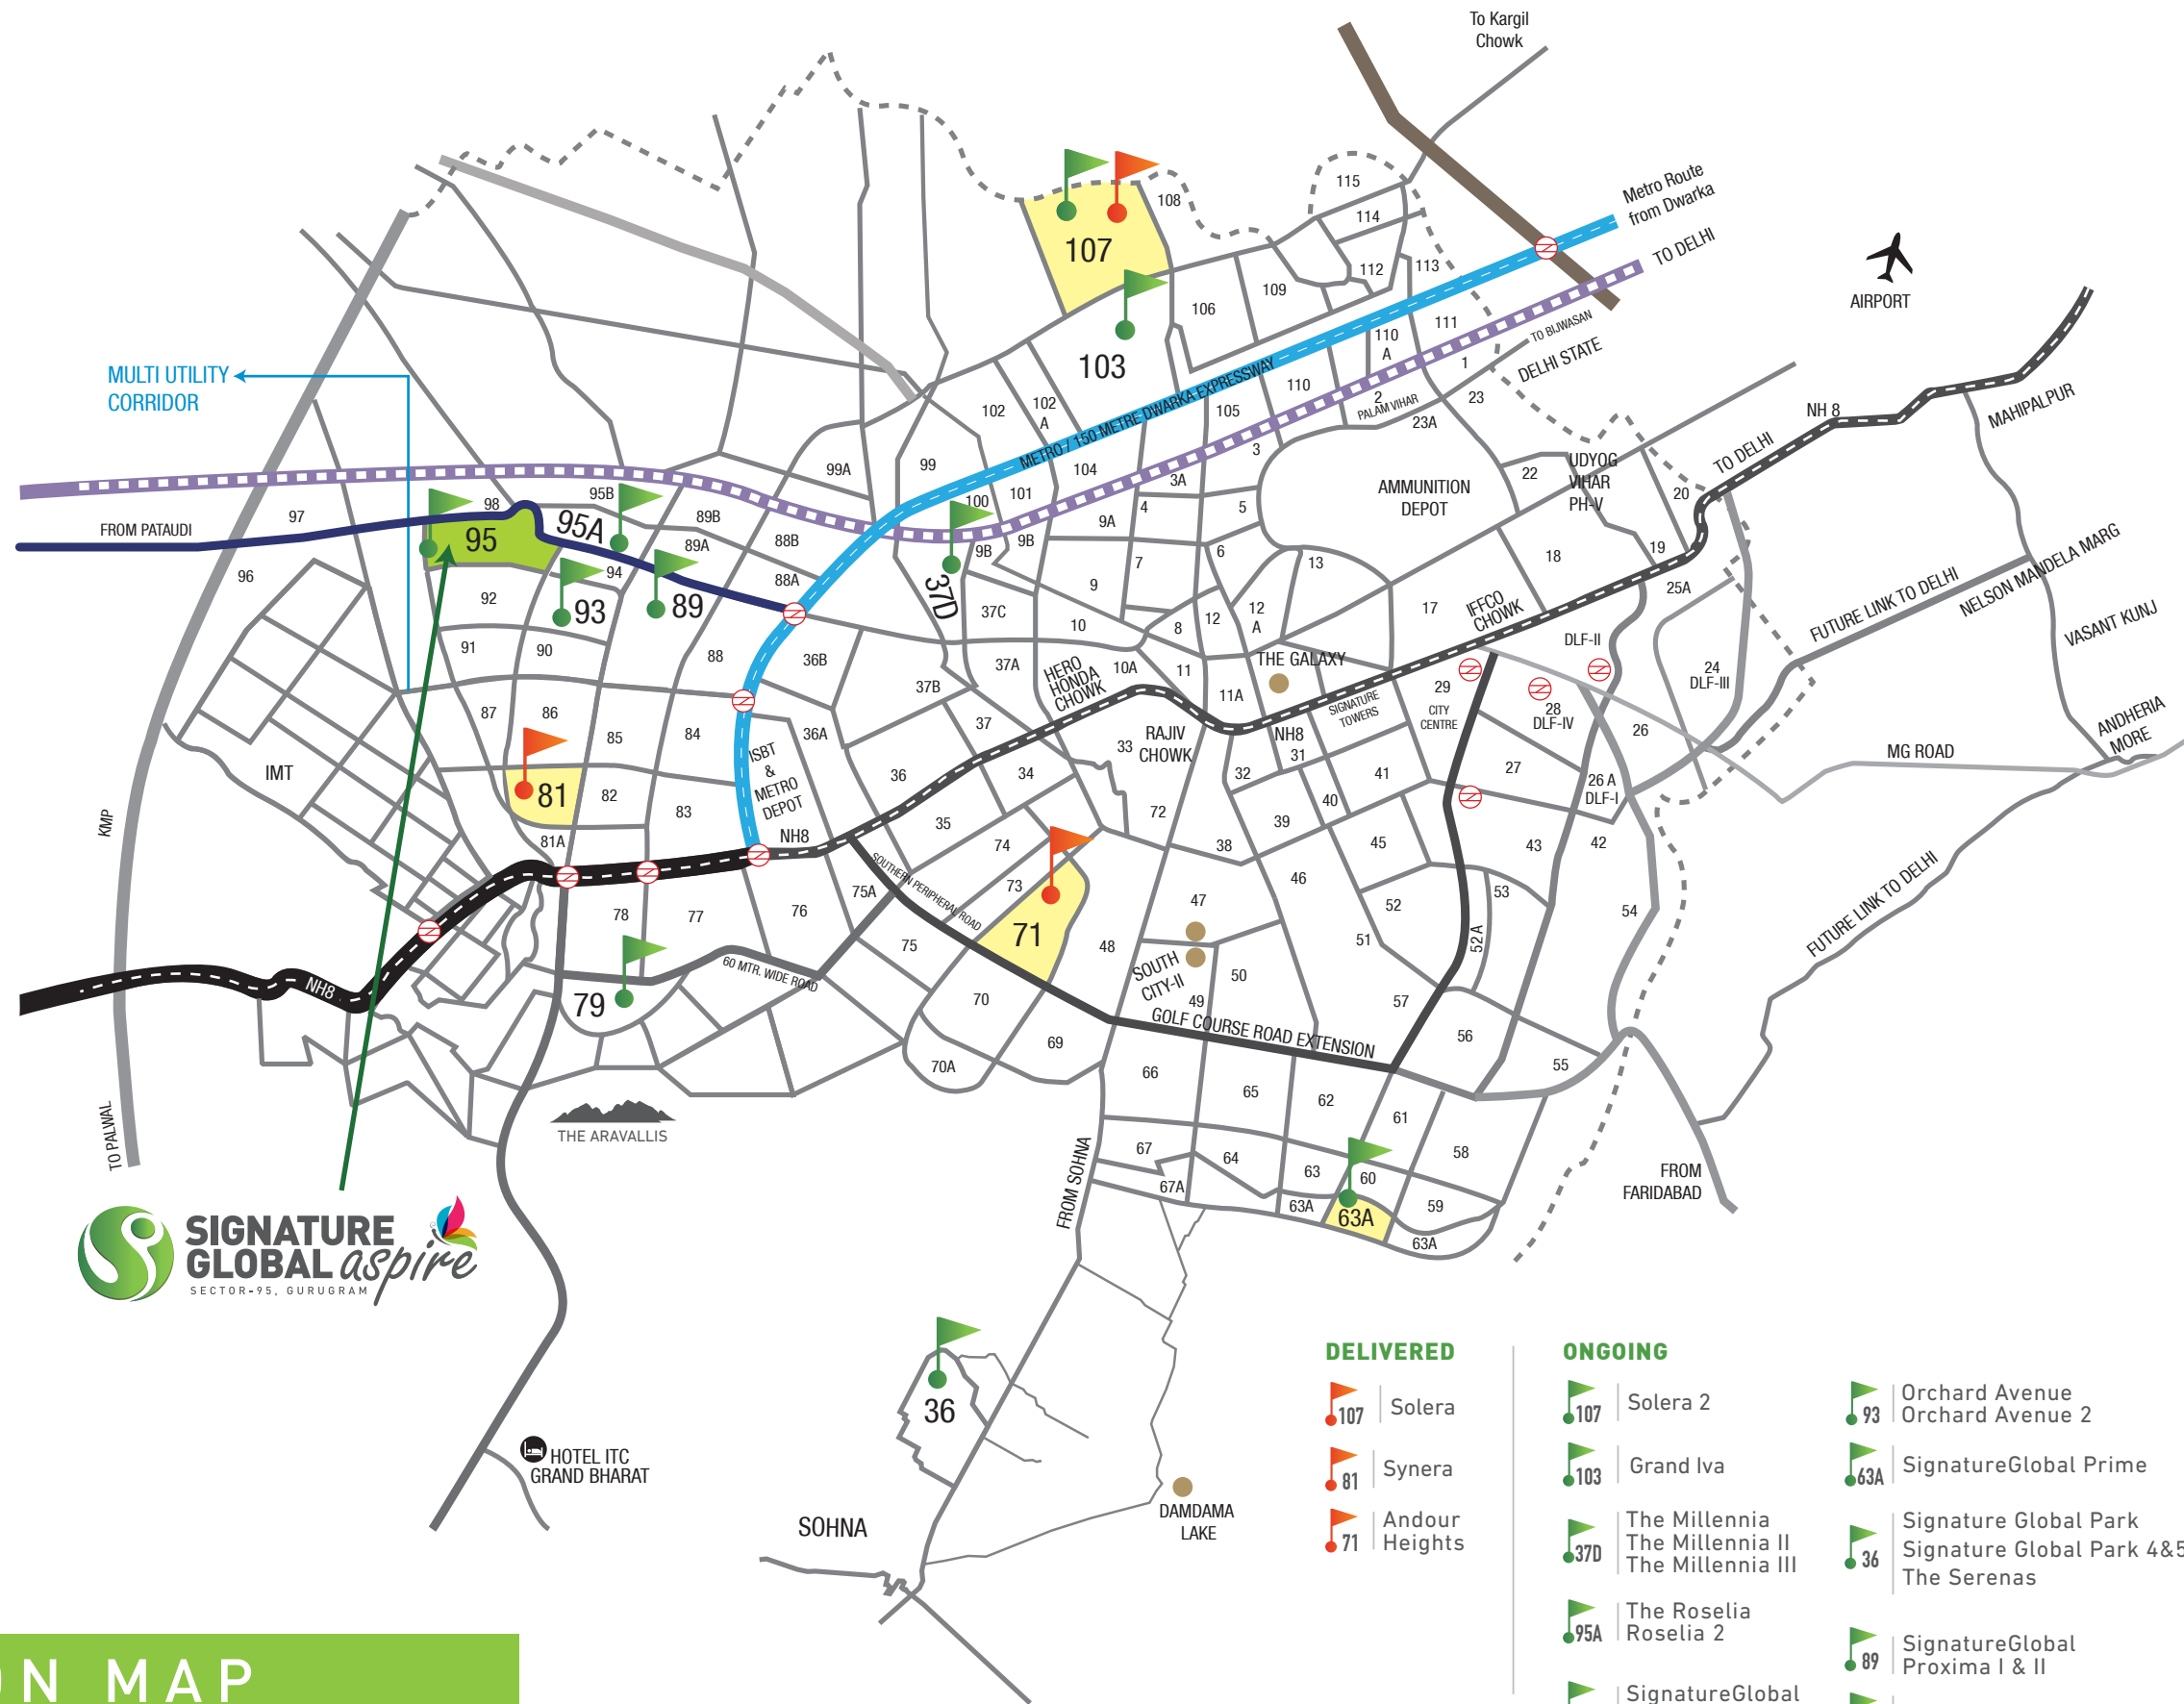 To Kargil
Chowk
Metro Route
from Dwarka
TO DELHI
AIRPORT
115
114
108
107
112
113
109
106
111
110
A
1
TO BIJWASAN
DELHI STATE
103
METRO / 150 METRE DWARKA EXPRESSWAY
110
2
PALAM VIHAR
23
23A
105
102
102
A
MULTI UTILITY
CORRIDOR
NH 8
MAHIPALPUR
TO DELHI
99A
99
104
3A
3
100
101
AMMUNITION
DEPOT
22
UDYOG
VIHAR
PH-V
20
FROM PATAUDI
97
98
95B
95
95A
89B
89A
88B
88A
9A
4
5
9B
9B
37D
7
6
13
18
19
25A
96
94
92
93
89
37C
9
10
8
12
12
A
17
IFFCO
CHOWK
DLF-II
FUTURE LINK TO DELHI
NELSON MANDELA MARG
VASANT KUNJ
24
DLF-III
91
90
88
36B
37B
37A
HERO
HONDA
CHOWK
10A
11
11A
THE GALAXY
SIGNATURE
TOWERS
29
CITY
CENTRE
28
DLF-IV
26
ANDHERIA
MORE
MG ROAD
87
86
85
84
ISBT
&
METRO
DEPOT
36A
37
33
RAJIV
CHOWK
NH8
31
32
41
27
26 A
DLF-I
IMT
KMP
81
82
83
36
34
72
40
39
45
43
42
81A
NH8
35
74
38
SOUTHERN PERIPHERAL ROAD
73
75A
46
47
52
53
54
FUTURE LINK TO DELHI
78
77
76
75
71
48
SOUTH
CITY-II
49
50
51
52A
60 MTR. WIDE ROAD
NH8
79
70
57
GOLF COURSE ROAD EXTENSION
56
69
70A
66
65
62
61
55
THE ARAVALLIS
TO PALWAL
67
64
63
60
58
67A
63A
63A
59
63A
FROM SOHNA
FROM
FARIDABAD
SIGNATURE
GLOBAL aspire
SECTOR-95, GURUGRAM
36
HOTEL ITC
GRAND BHARAT
SOHNA
DAMDAMA
LAKE
DELIVERED
107 Solera
81 Synera
71 Andour
Heights
ONGOING
107 Solera 2
103 Grand Iva
37D The Millennia
The Millennia II
The Millennia III
95A The Roselia
Roselia 2
SignatureGlobal
93 Orchard Avenue
Orchard Avenue 2
63A SignatureGlobal Prime
36 Signature Global Park
Signature Global Park 4&5
The Serenas
89 SignatureGlobal
Proxima I & II
ON MAP